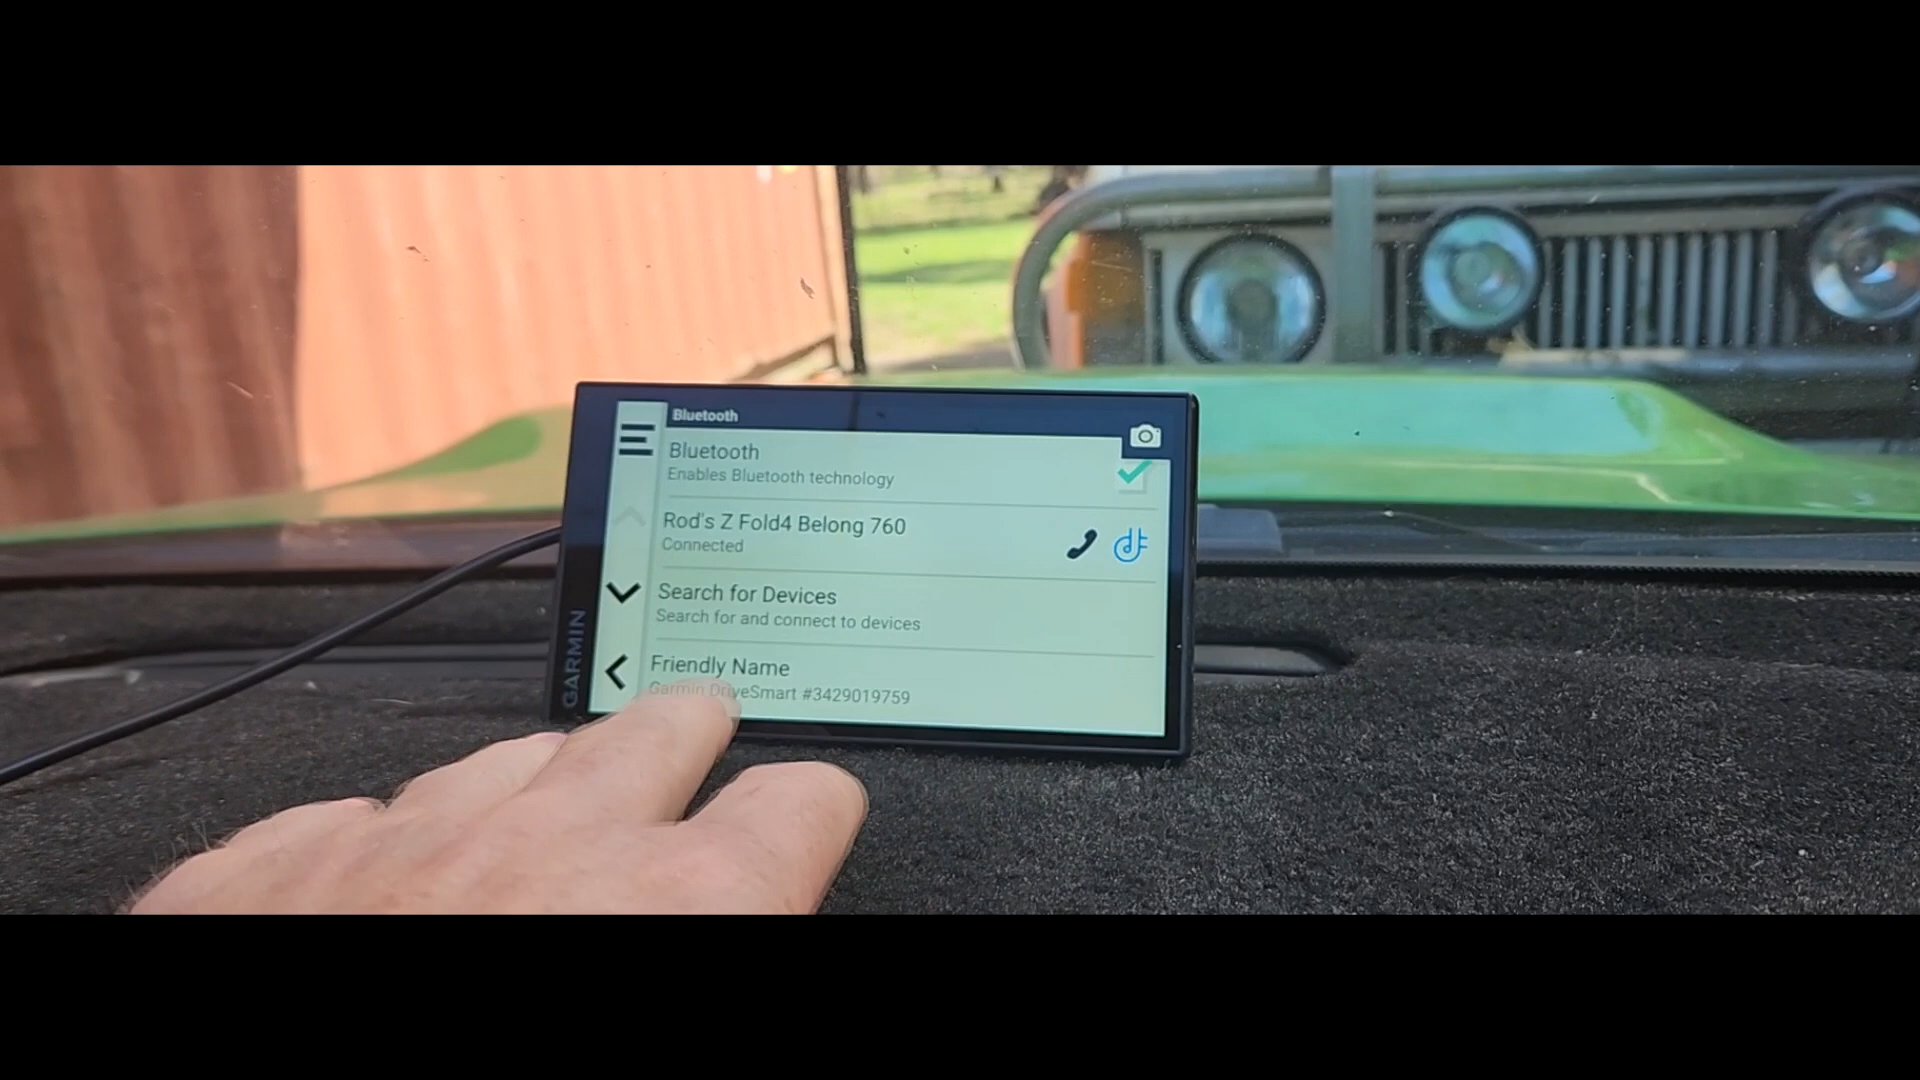 Bluetooth
Bluetooth
Enables Bluetooth technology
Rod's Z Fold4 Belong 760
Connected
Search for Devices
Search for and connect to devices
Friendly Name
Garmin DriveSmart #3429019759
GARMIN